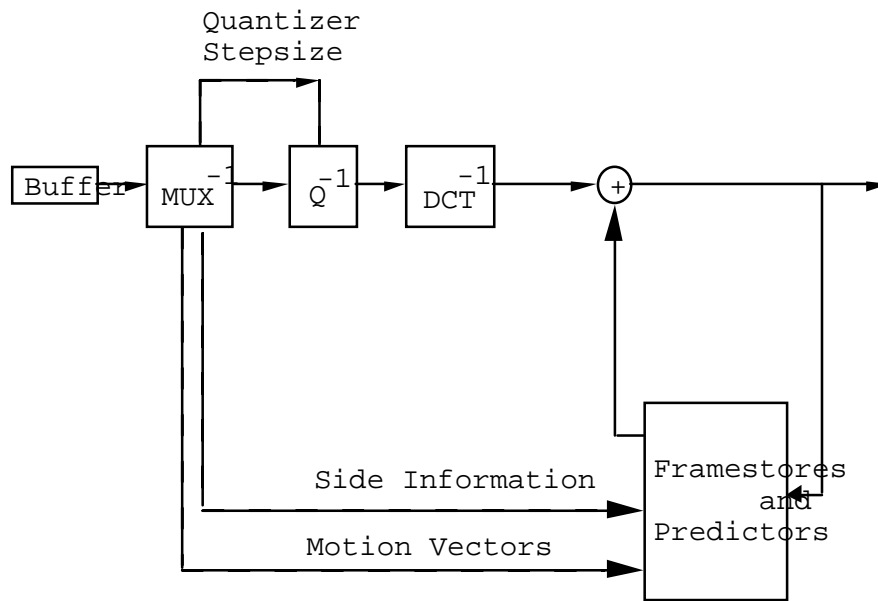 Quantizer
Stepsize
Buffer
MUX-1
Q-1
DCT-1
+
Side Information
Motion Vectors
Framestores
and
Predictors